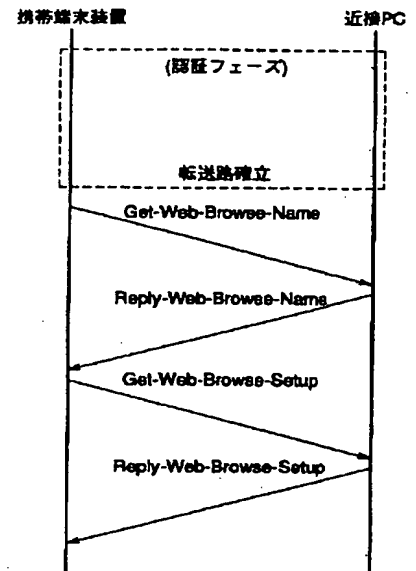 携帯端末装置
近接PC
(認証フェーズ)
転送路確立
Get-Web-Browse-Name
Reply-Web-Browse-Name
Get-Web-Browse-Setup
Reply-Web-Browse-Setup